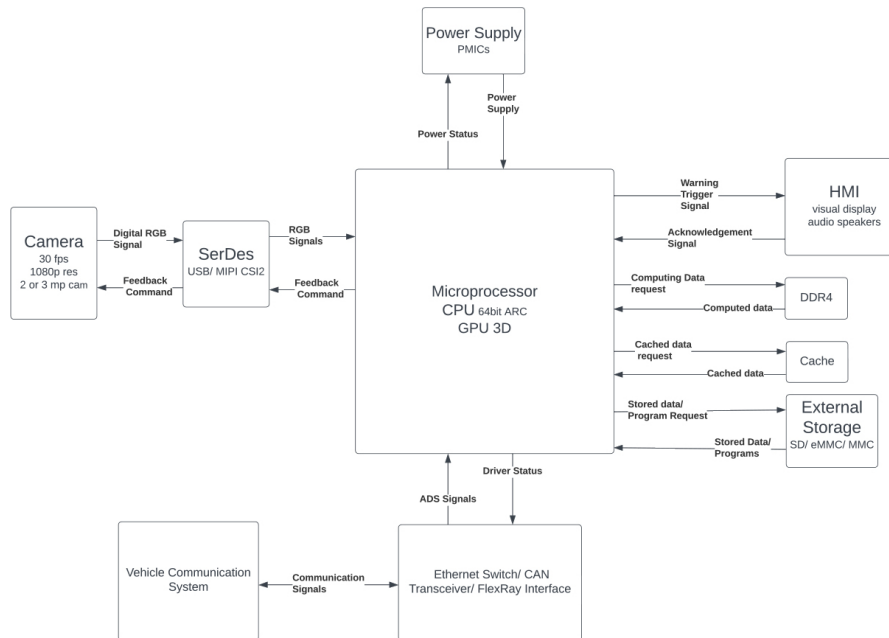 Power Supply
PMICs
Power
Supply
Power Status
Camera
30 fps
1080p res
2 or 3 mp cam
Digital RGB
Signal
Feedback
Command
SerDes
USB/ MIPI CSI2
RGB
Signals
Feedback
Command
Microprocessor
CPU 64bit ARC
GPU 3D
Warning
Trigger
Signal
Acknowledgement
Signal
HMI
visual display
audio speakers
Computing Data
request
Computed data
DDR4
Cached data
request
Cached data
Cache
Stored data/
Program Request
Stored Data/
Programs
External
Storage
SD/ eMMC/ MMC
Driver Status
ADS Signals
Vehicle Communication
System
Communication
Signals
Ethernet Switch/ CAN
Transceiver/ FlexRay Interface